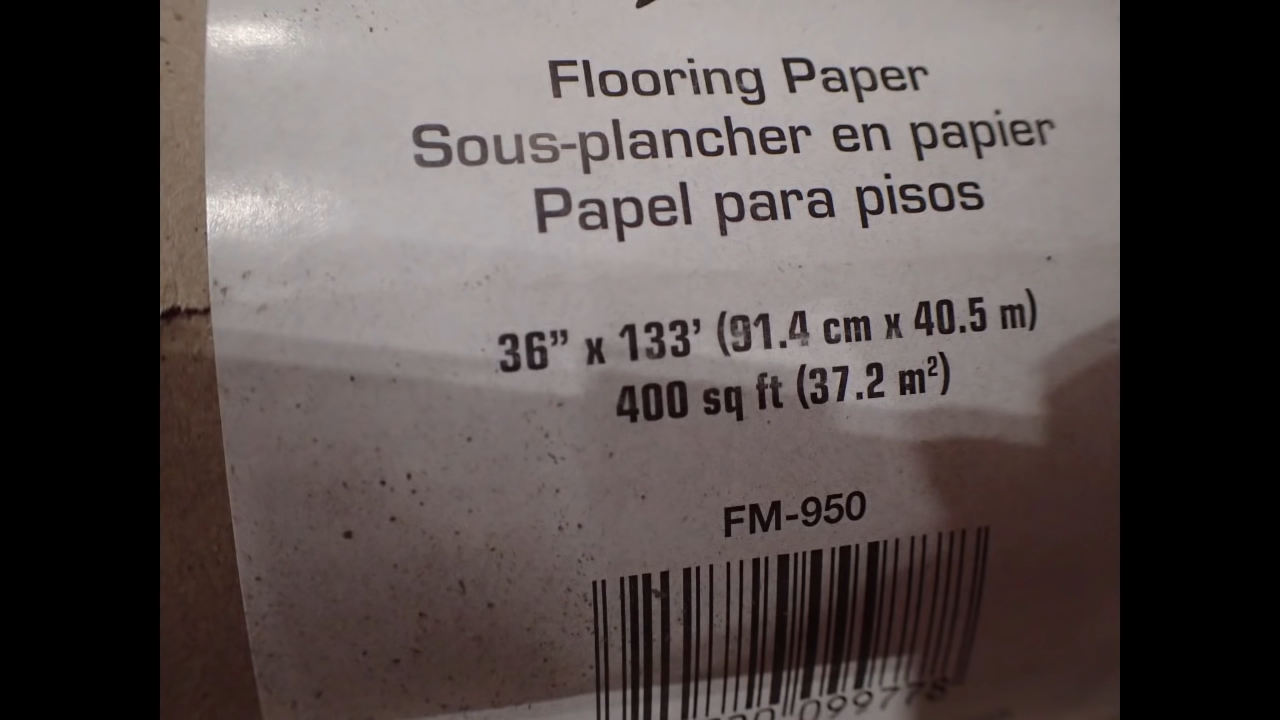 Flooring Paper
Sous-plancher en papier
Papel para pisos
36” x 133’ (91.4 cm x 40.5 m)
400 sq ft (37.2 m²)
FM-950